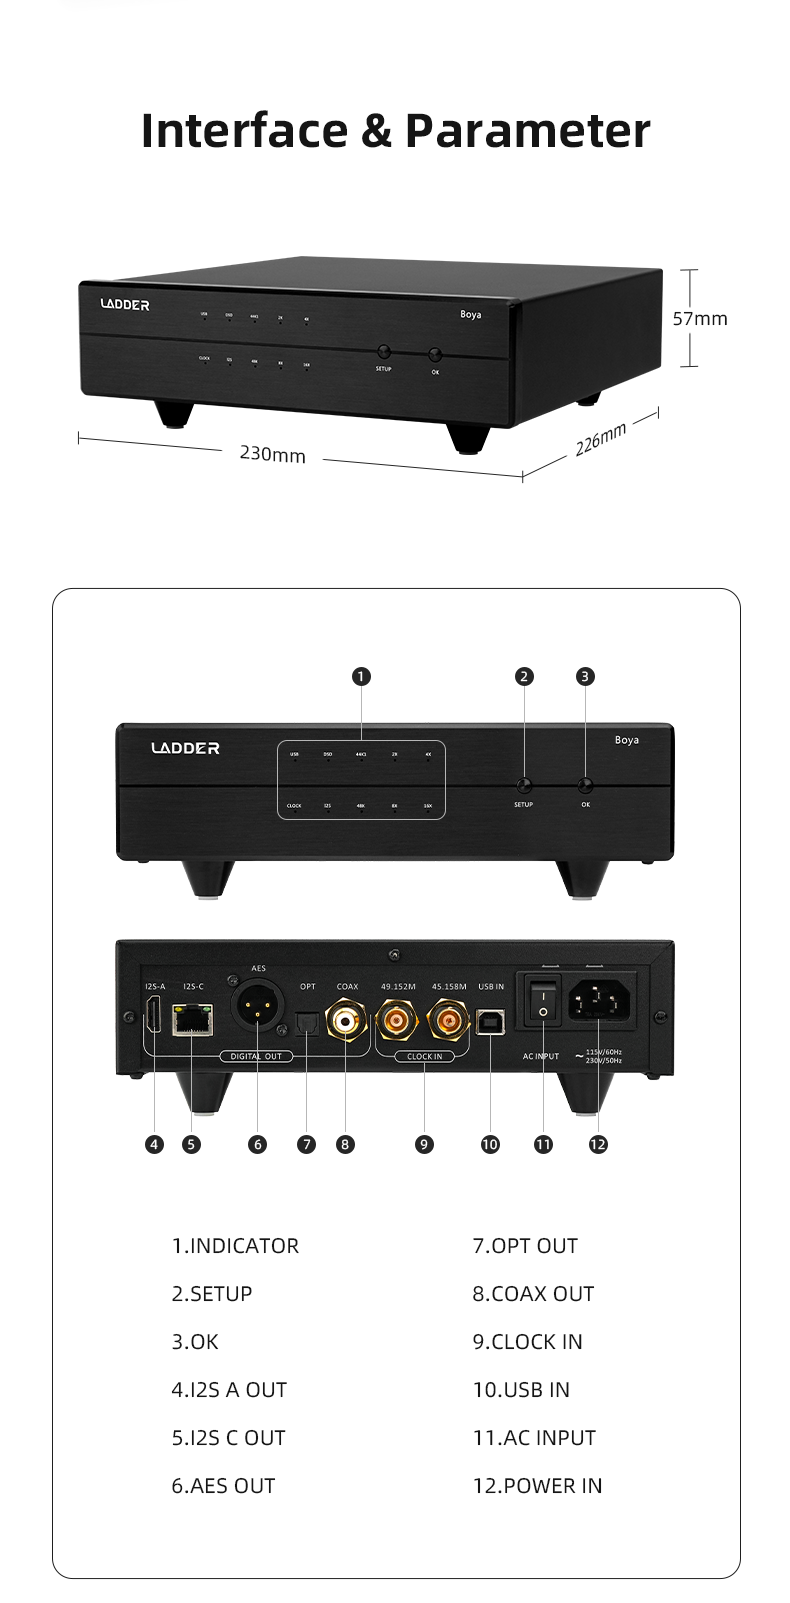 Interface & Parameter
LADDER
USB DSD 44K1 2X 4X
Boya
57mm
CLOCK I2S 48K 8X 16X
SETUP OK
230mm
226mm
1 2 3
LADDER
USB DSD 44K1 2X 4X
Boya
CLOCK I2S 48K 8X 16X
SETUP OK
AES
I2S-A I2S-C OPT COAX 49.152M 45.158M USB IN
I
O
DIGITAL OUT CLOCK IN AC INPUT ~ 115V/60Hz
230V/50Hz
4 5 6 7 8 9 10 11 12
1.INDICATOR
2.SETUP
3.OK
4.I2S A OUT
5.I2S C OUT
6.AES OUT
7.OPT OUT
8.COAX OUT
9.CLOCK IN
10.USB IN
11.AC INPUT
12.POWER IN